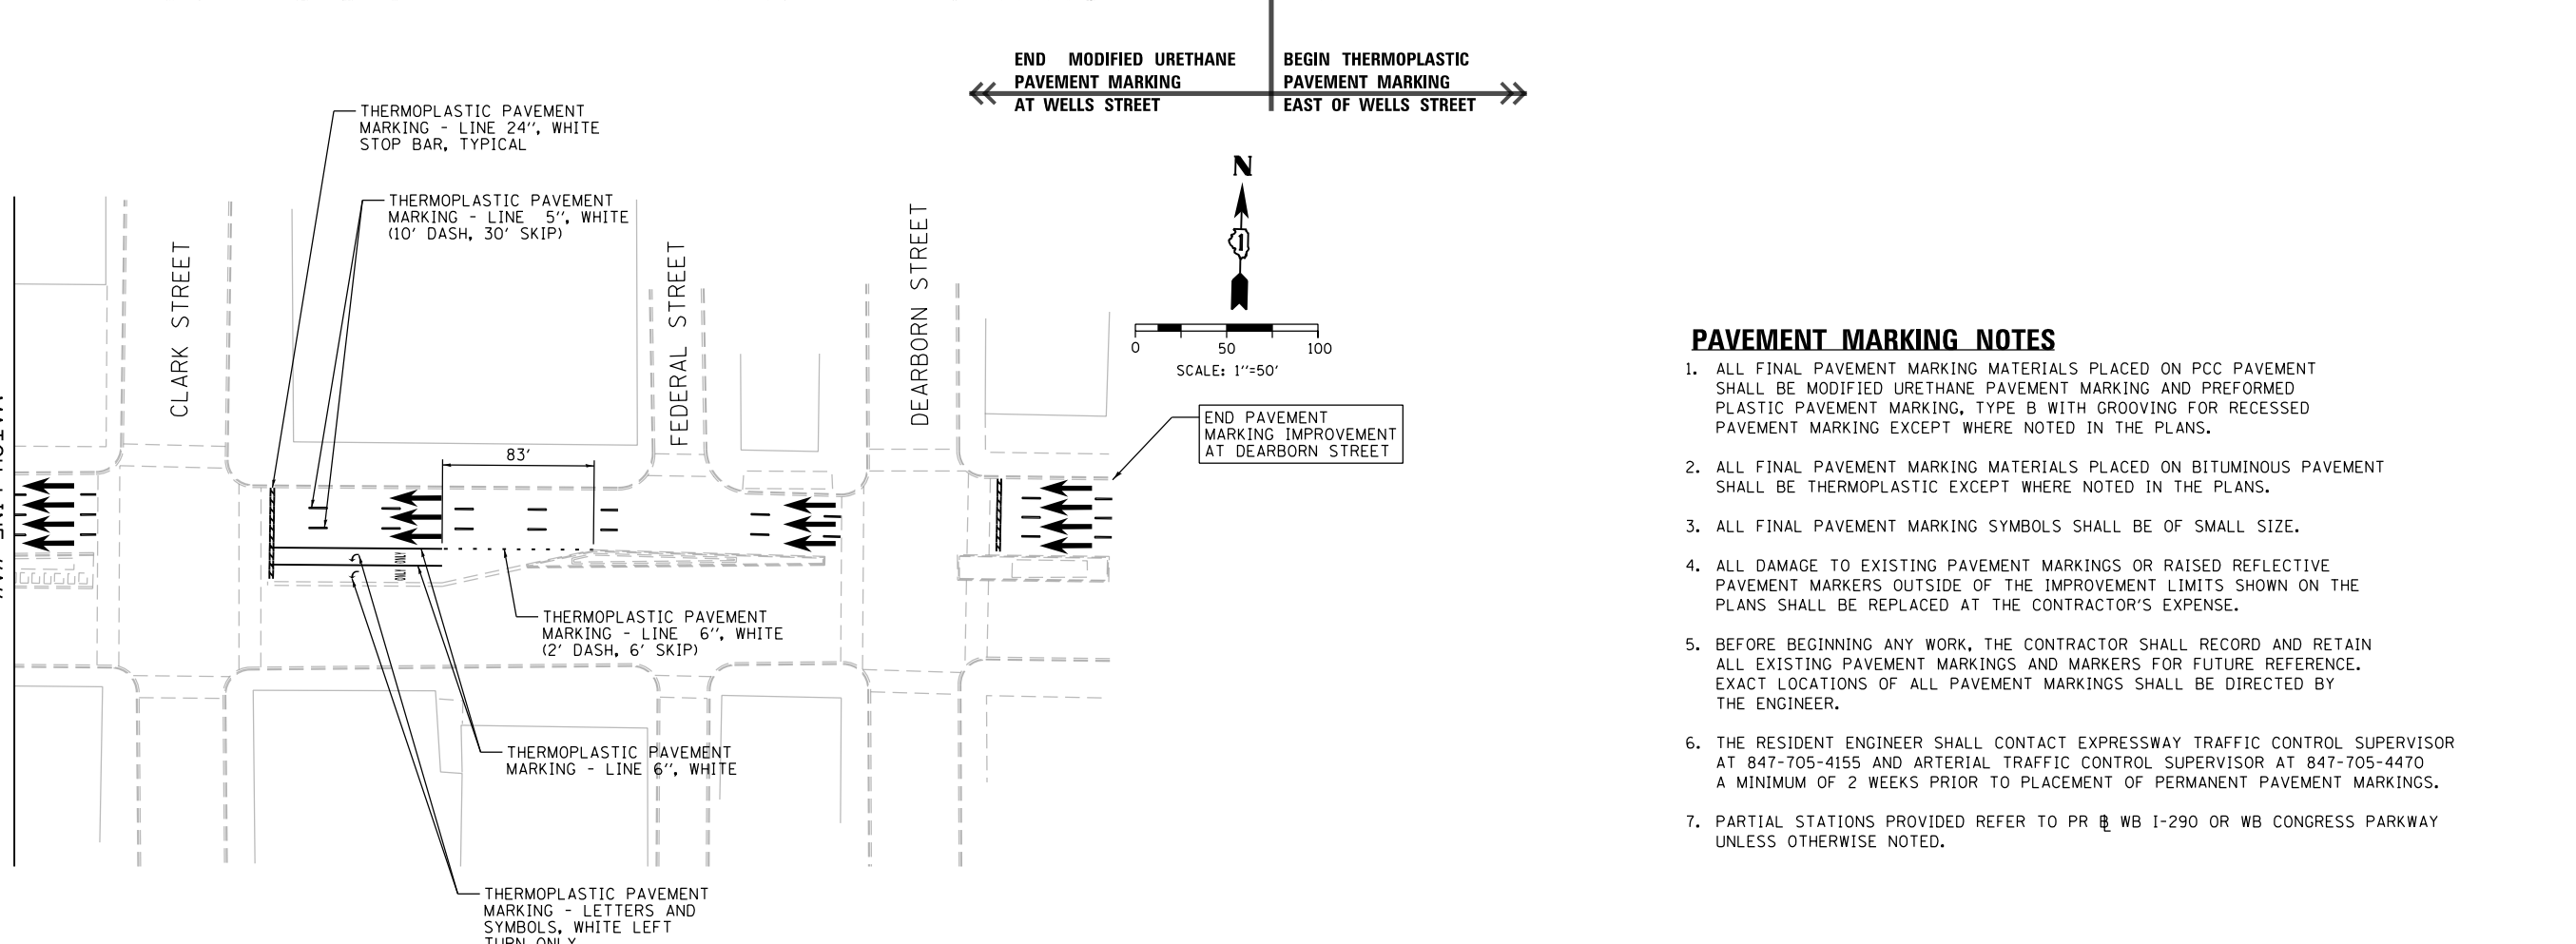 END MODIFIED URETHANE
PAVEMENT MARKING
AT WELLS STREET
BEGIN THERMOPLASTIC
PAVEMENT MARKING
EAST OF WELLS STREET
THERMOPLASTIC PAVEMENT
MARKING - LINE 24", WHITE
STOP BAR, TYPICAL
THERMOPLASTIC PAVEMENT
MARKING - LINE 5", WHITE
(10' DASH, 30' SKIP)
CLARK STREET
FEDERAL STREET
DEARBORN STREET
N
1
0 50 100
SCALE: 1"=50'
END PAVEMENT
MARKING IMPROVEMENT
AT DEARBORN STREET
83'
ONLY ONLY
THERMOPLASTIC PAVEMENT
MARKING - LINE 6", WHITE
(2' DASH, 6' SKIP)
THERMOPLASTIC PAVEMENT
MARKING - LINE 6", WHITE
THERMOPLASTIC PAVEMENT
MARKING - LETTERS AND
SYMBOLS, WHITE LEFT
TURN ONLY
PAVEMENT MARKING NOTES
1. ALL FINAL PAVEMENT MARKING MATERIALS PLACED ON PCC PAVEMENT
SHALL BE MODIFIED URETHANE PAVEMENT MARKING AND PREFORMED
PLASTIC PAVEMENT MARKING, TYPE B WITH GROOVING FOR RECESSED
PAVEMENT MARKING EXCEPT WHERE NOTED IN THE PLANS.
2. ALL FINAL PAVEMENT MARKING MATERIALS PLACED ON BITUMINOUS PAVEMENT
SHALL BE THERMOPLASTIC EXCEPT WHERE NOTED IN THE PLANS.
3. ALL FINAL PAVEMENT MARKING SYMBOLS SHALL BE OF SMALL SIZE.
4. ALL DAMAGE TO EXISTING PAVEMENT MARKINGS OR RAISED REFLECTIVE
PAVEMENT MARKERS OUTSIDE OF THE IMPROVEMENT LIMITS SHOWN ON THE
PLANS SHALL BE REPLACED AT THE CONTRACTOR'S EXPENSE.
5. BEFORE BEGINNING ANY WORK, THE CONTRACTOR SHALL RECORD AND RETAIN
ALL EXISTING PAVEMENT MARKINGS AND MARKERS FOR FUTURE REFERENCE.
EXACT LOCATIONS OF ALL PAVEMENT MARKINGS SHALL BE DIRECTED BY
THE ENGINEER.
6. THE RESIDENT ENGINEER SHALL CONTACT EXPRESSWAY TRAFFIC CONTROL SUPERVISOR
AT 847-705-4155 AND ARTERIAL TRAFFIC CONTROL SUPERVISOR AT 847-705-4470
A MINIMUM OF 2 WEEKS PRIOR TO PLACEMENT OF PERMANENT PAVEMENT MARKINGS.
7. PARTIAL STATIONS PROVIDED REFER TO PR BL WB I-290 OR WB CONGRESS PARKWAY
UNLESS OTHERWISE NOTED.